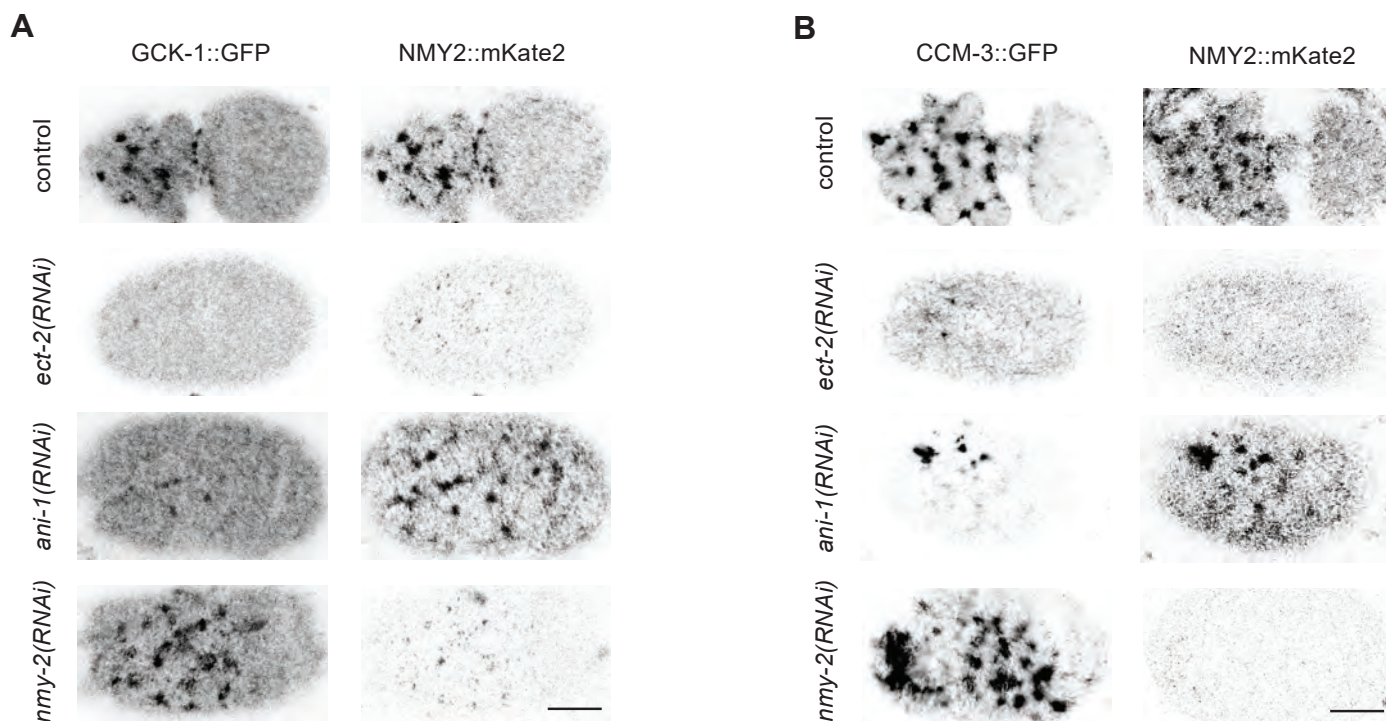 A
GCK-1::GFP NMY2::mKate2
control
ect-2(RNAi)
ani-1(RNAi)
nmy-2(RNAi)
B
CCM-3::GFP NMY2::mKate2
control
ect-2(RNAi)
ani-1(RNAi)
nmy-2(RNAi)